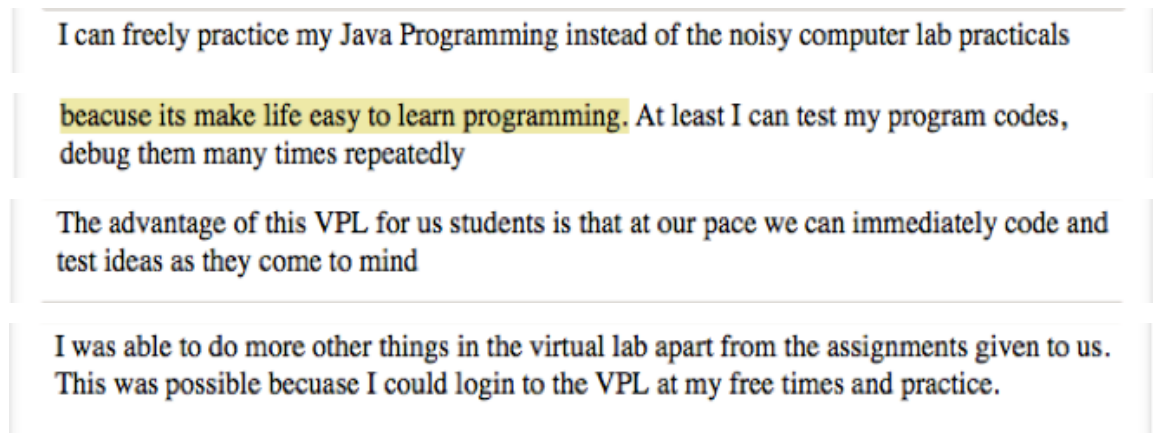 I can freely practice my Java Programming instead of the noisy computer lab practicals
beacuse its make life easy to learn programming. At least I can test my program codes,
debug them many times repeatedly
The advantage of this VPL for us students is that at our pace we can immediately code and
test ideas as they come to mind
I was able to do more other things in the virtual lab apart from the assignments given to us.
This was possible becuase I could login to the VPL at my free times and practice.